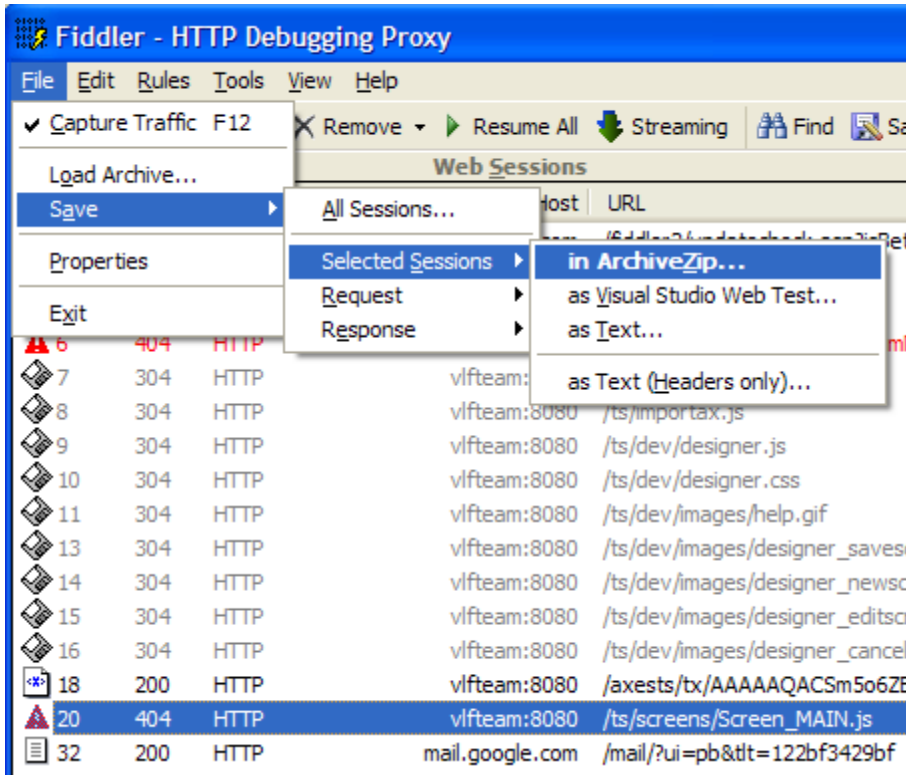 Fiddler - HTTP Debugging Proxy
File Edit Rules Tools View Help
Capture Traffic F12 Remove Resume All Streaming Find
Load Archive... Web Sessions
Save All Sessions... Host URL
Properties Selected Sessions in ArchiveZip...
Request as Visual Studio Web Test...
Exit Response as Text...
6 404 HTTP
7 304 HTTP vlfteam: as Text (Headers only)...
8 304 HTTP vlfteam:8080 /ts/importax.js
9 304 HTTP vlfteam:8080 /ts/dev/designer.js
10 304 HTTP vlfteam:8080 /ts/dev/designer.css
11 304 HTTP vlfteam:8080 /ts/dev/images/help.gif
13 304 HTTP vlfteam:8080 /ts/dev/images/designer_saves
14 304 HTTP vlfteam:8080 /ts/dev/images/designer_newsc
15 304 HTTP vlfteam:8080 /ts/dev/images/designer_editscr
16 304 HTTP vlfteam:8080 /ts/dev/images/designer_cancel
18 200 HTTP vlfteam:8080 /axests/tx/AAAAAQACSm5o6ZE
20 404 HTTP vlfteam:8080 /ts/screens/Screen_MAIN.js
32 200 HTTP mail.google.com /mail/?ui=pb&tlt=122bf3429bf